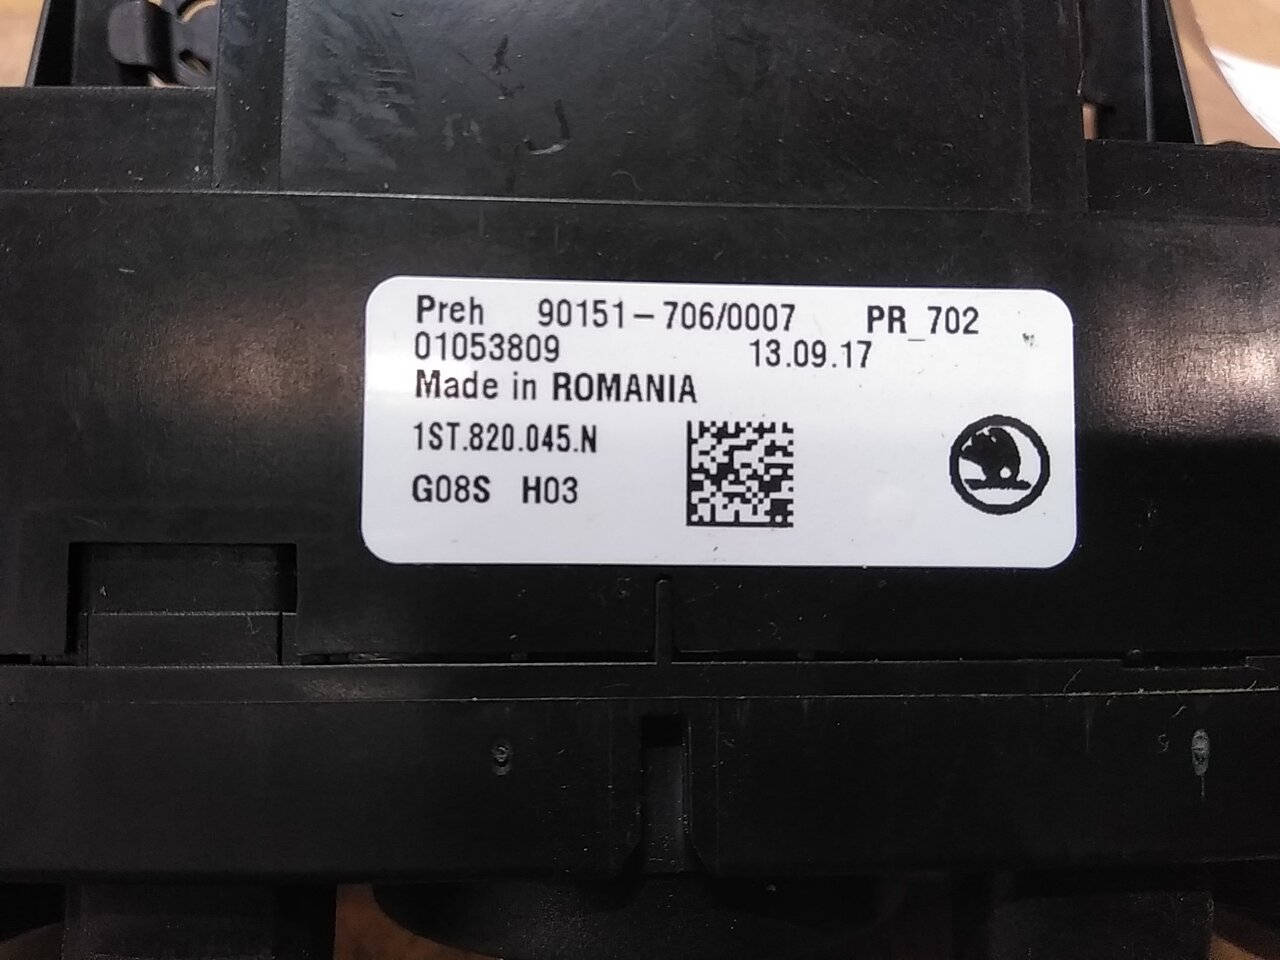 Preh 90151-706/0007 PR_702
01053809 13.09.17
Made in ROMANIA
1ST.820.045.N
G08S H03